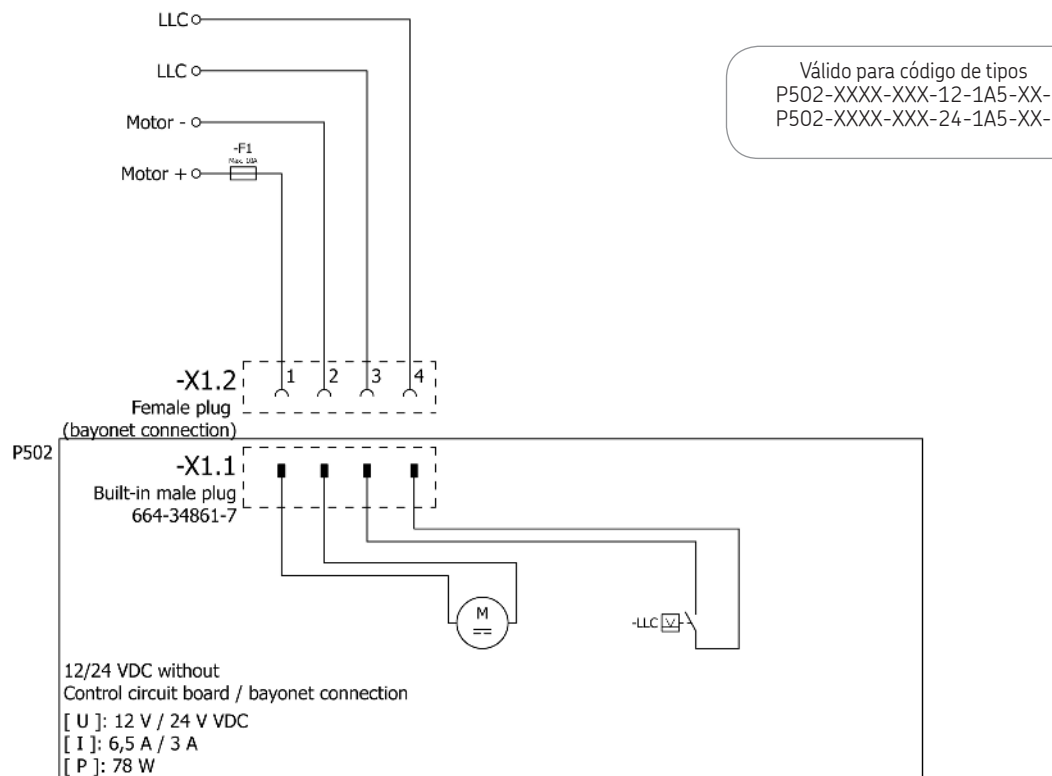 LLC
LLC
Motor -
-F1
Max. 10A
Motor +
Válido para código de tipos
P502-XXXX-XXX-12-1A5-XX-
P502-XXXX-XXX-24-1A5-XX-
-X1.2
1 2 3 4
Female plug
(bayonet connection)
P502
-X1.1
Built-in male plug
664-34861-7
M
-LLC
12/24 VDC without
Control circuit board / bayonet connection
[ U ]: 12 V / 24 V VDC
[ I ]: 6,5 A / 3 A
[ P ]: 78 W